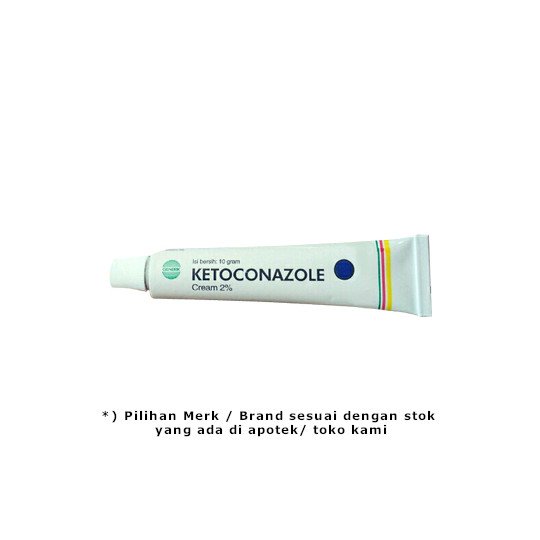 Isi bersih: 10 gram
GENERIK
KETOCONAZOLE
Cream 2%
*) Pilihan Merk / Brand sesuai dengan stok
yang ada di apotek/ toko kami